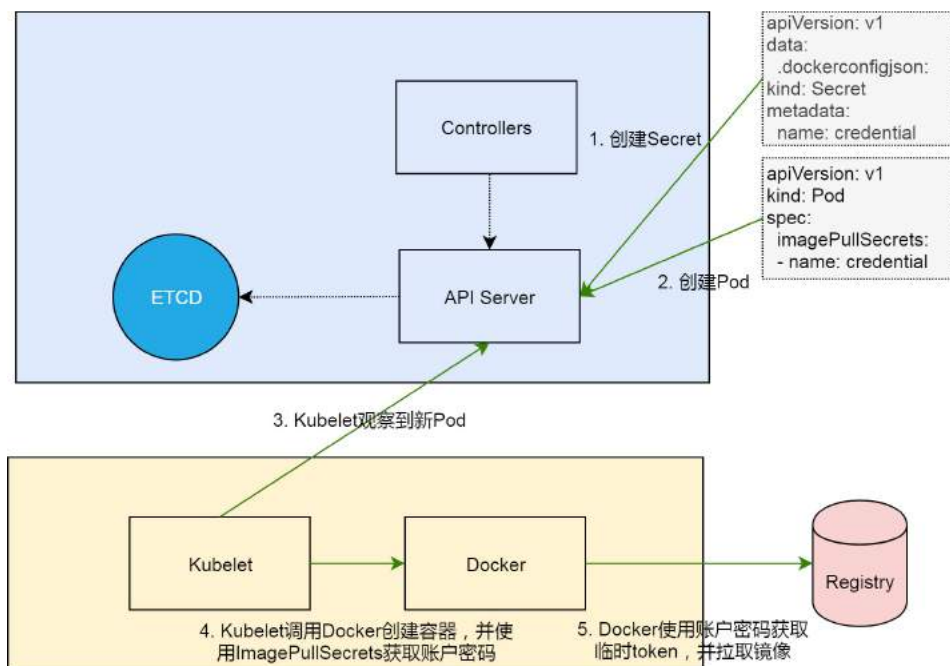 apiVersion: v1
data:
.dockerconfigjson:
kind: Secret
metadata:
name: credential
Controllers
1. 创建Secret
apiVersion: v1
kind: Pod
spec:
imagePullSecrets:
- name: credential
2. 创建Pod
ETCD
API Server
3. Kubelet观察到新Pod
Kubelet
Docker
Registry
4. Kubelet调用Docker创建容器，并使
用ImagePullSecrets获取账户密码
5. Docker使用账户密码获取
临时token，并拉取镜像